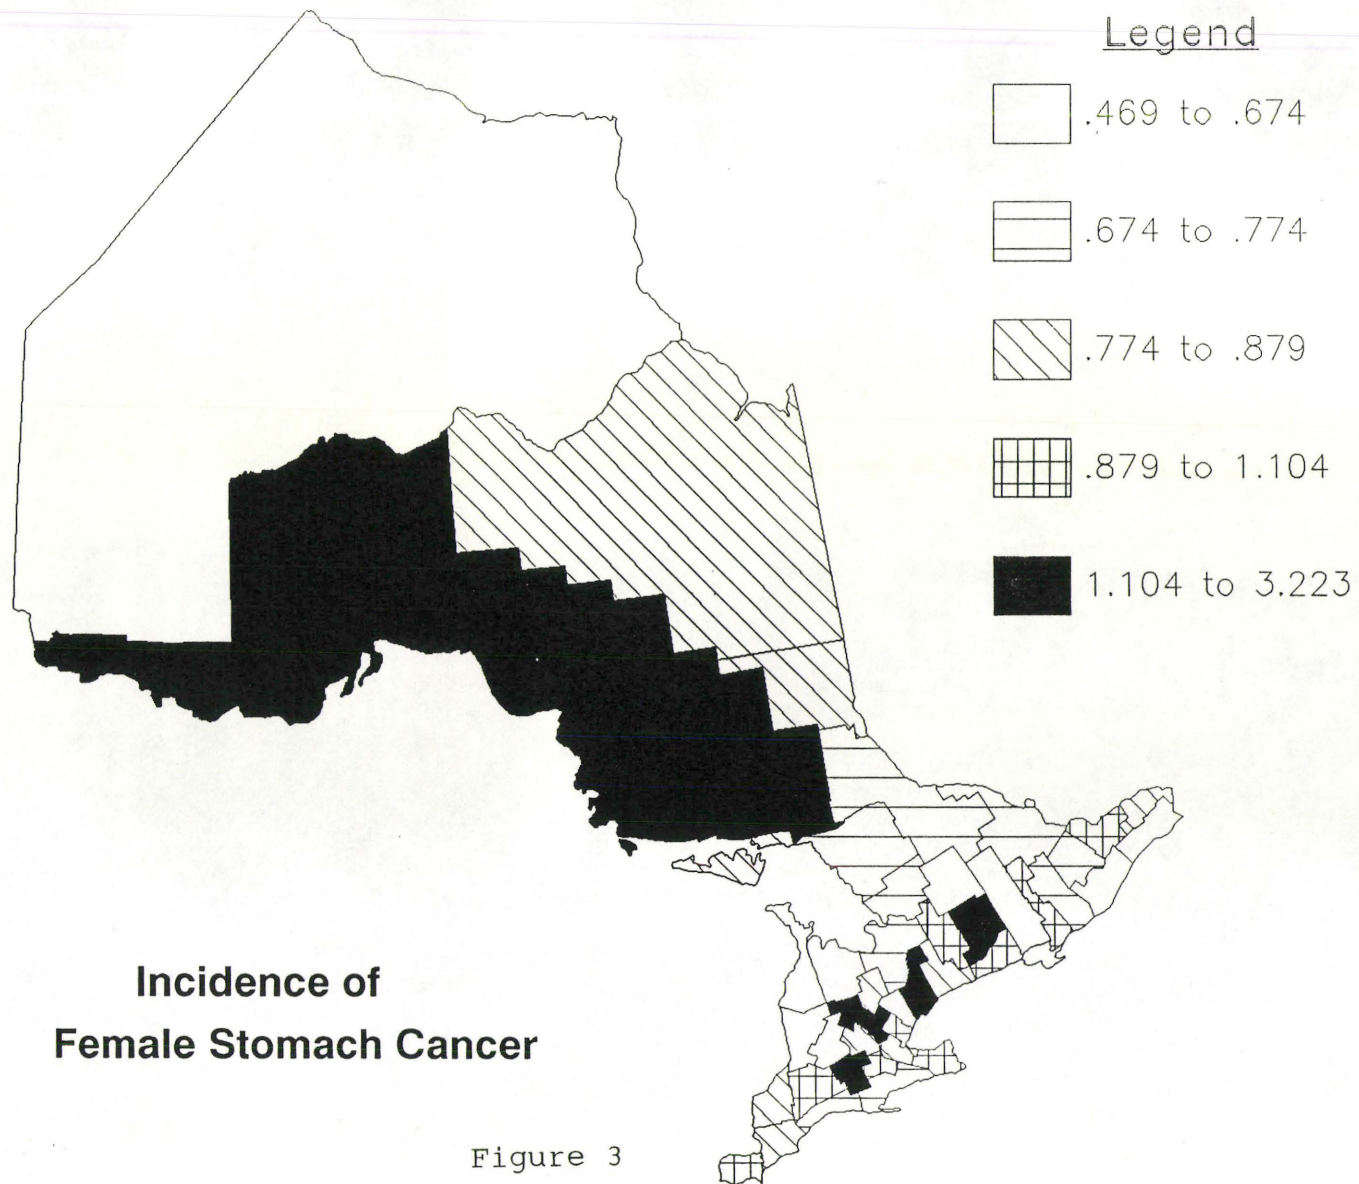 Legend
.469 to .674
.674 to .774
.774 to .879
.879 to 1.104
1.104 to 3.223
Incidence of
Female Stomach Cancer
Figure 3